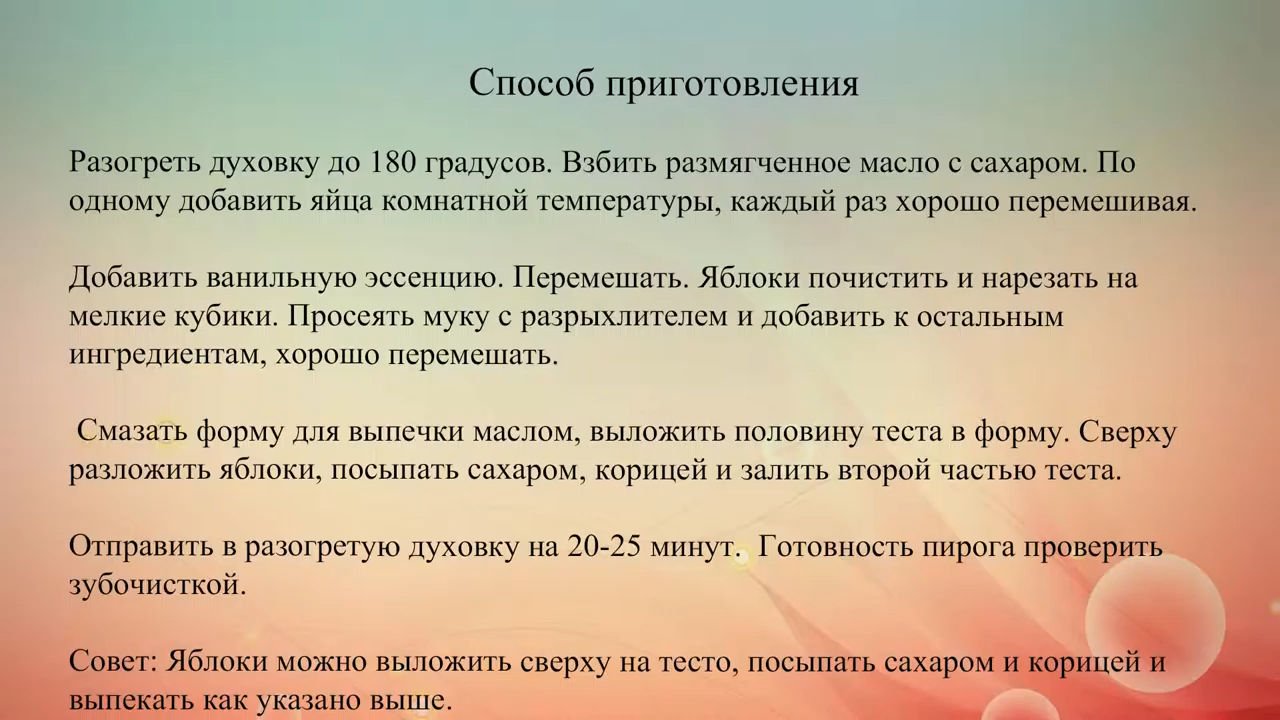 Способ приготовления
Разогреть духовку до 180 градусов. Взбить размягченное масло с сахаром. По
одному добавить яйца комнатной температуры, каждый раз хорошо перемешивая.
Добавить ванильную эссенцию. Перемешать. Яблоки почистить и нарезать на
мелкие кубики. Просеять муку с разрыхлителем и добавить к остальным
ингредиентам, хорошо перемешать.
Смазать форму для выпечки маслом, выложить половину теста в форму. Сверху
разложить яблоки, посыпать сахаром, корицей и залить второй частью теста.
Отправить в разогретую духовку на 20-25 минут.  Готовность пирога проверить
зубочисткой.
Совет: Яблоки можно выложить сверху на тесто, посыпать сахаром и корицей и
выпекать как указано выше.